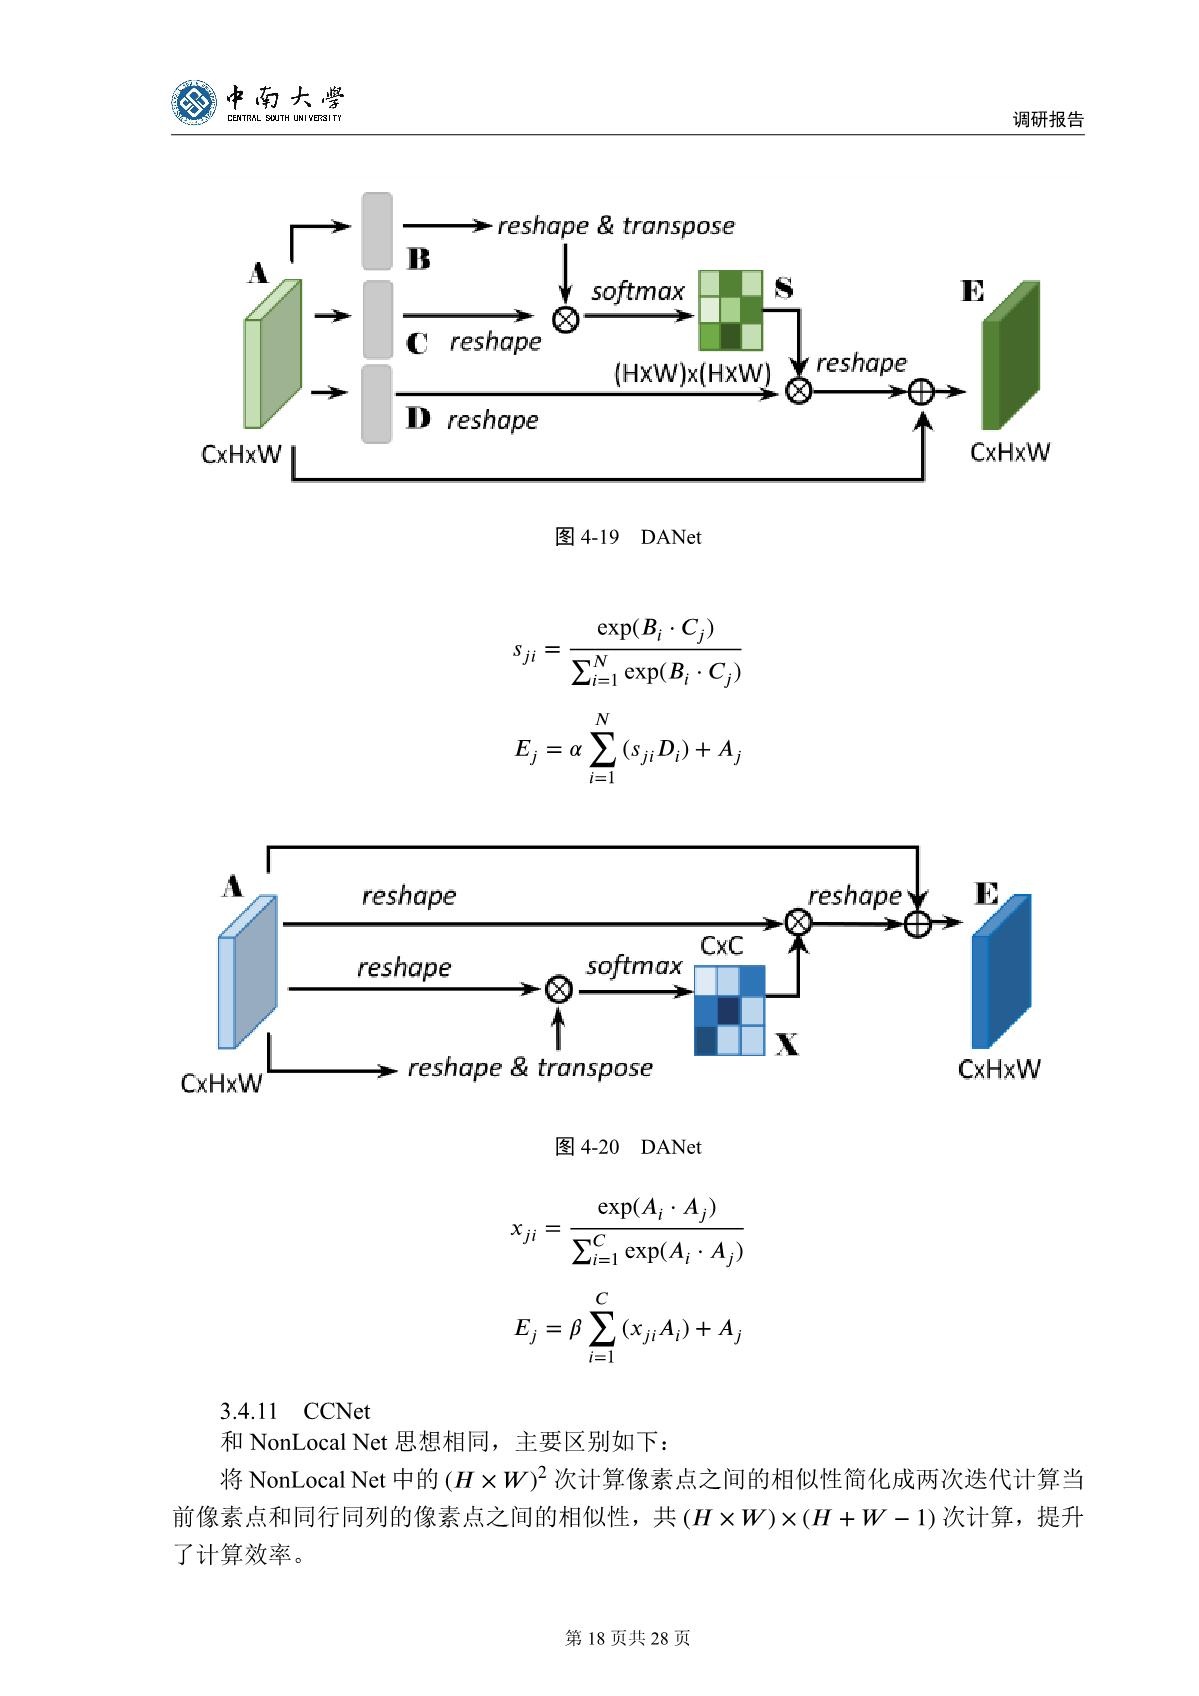 中南大學
CENTRAL SOUTH UNIVERSITY
调研报告
reshape & transpose
B
A
softmax
S
E
C reshape
(HxW)x(HxW)
reshape
D reshape
CxHxW
CxHxW
图 4-19 DANet
s_{ji} = \frac{\exp(B_i \cdot C_j)}{\sum_{i=1}^{N} \exp(B_i \cdot C_j)}
E_j = α \sum_{i=1}^{N} (s_{ji} D_i) + A_j
A
reshape
reshape
E
CxC
reshape
softmax
X
reshape & transpose
CxHxW
CxHxW
图 4-20 DANet
x_{ji} = \frac{\exp(A_i \cdot A_j)}{\sum_{i=1}^{C} \exp(A_i \cdot A_j)}
E_j = β \sum_{i=1}^{C} (x_{ji} A_i) + A_j
3.4.11 CCNet
和 NonLocal Net 思想相同，主要区别如下：
将 NonLocal Net 中的 (H × W)² 次计算像素点之间的相似性简化成两次迭代计算当
前像素点和同行同列的像素点之间的相似性，共 (H × W) × (H + W − 1) 次计算，提升
了计算效率。
第 18 页共 28 页